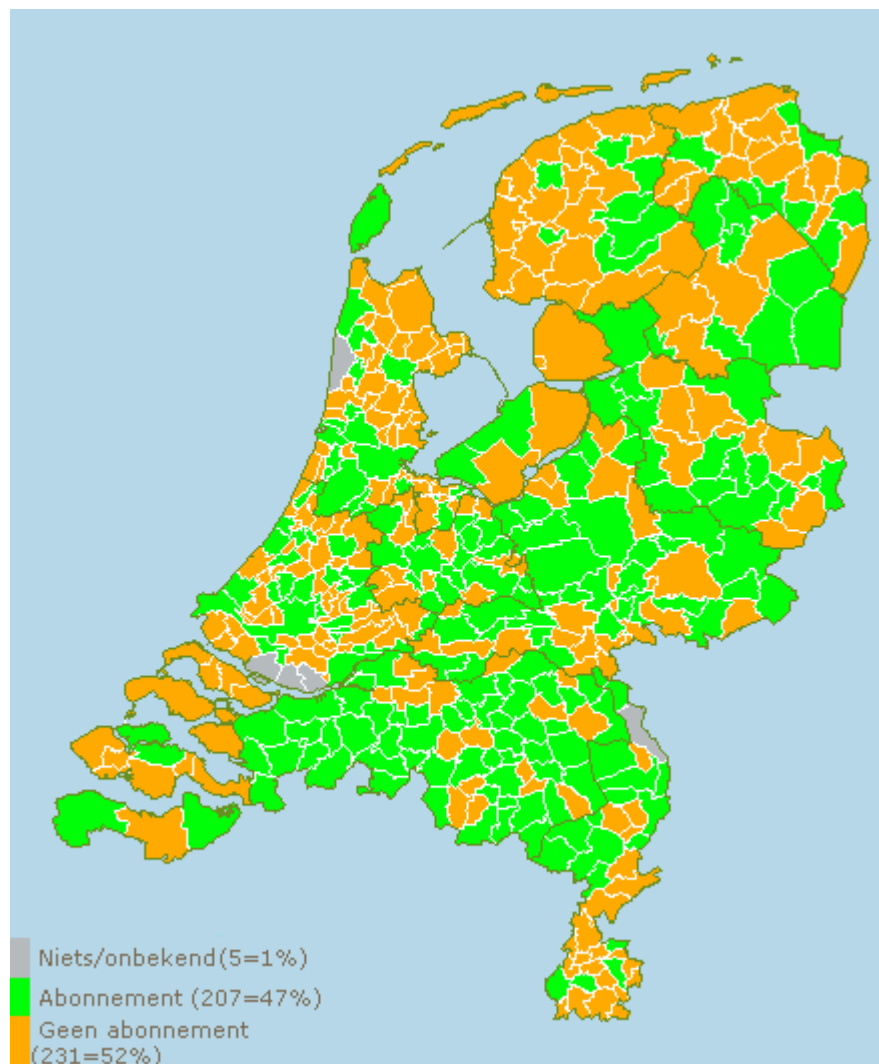 Niets/onbekend(5=1%)
Abonnement (207=47%)
Geen abonnement
(231=52%)